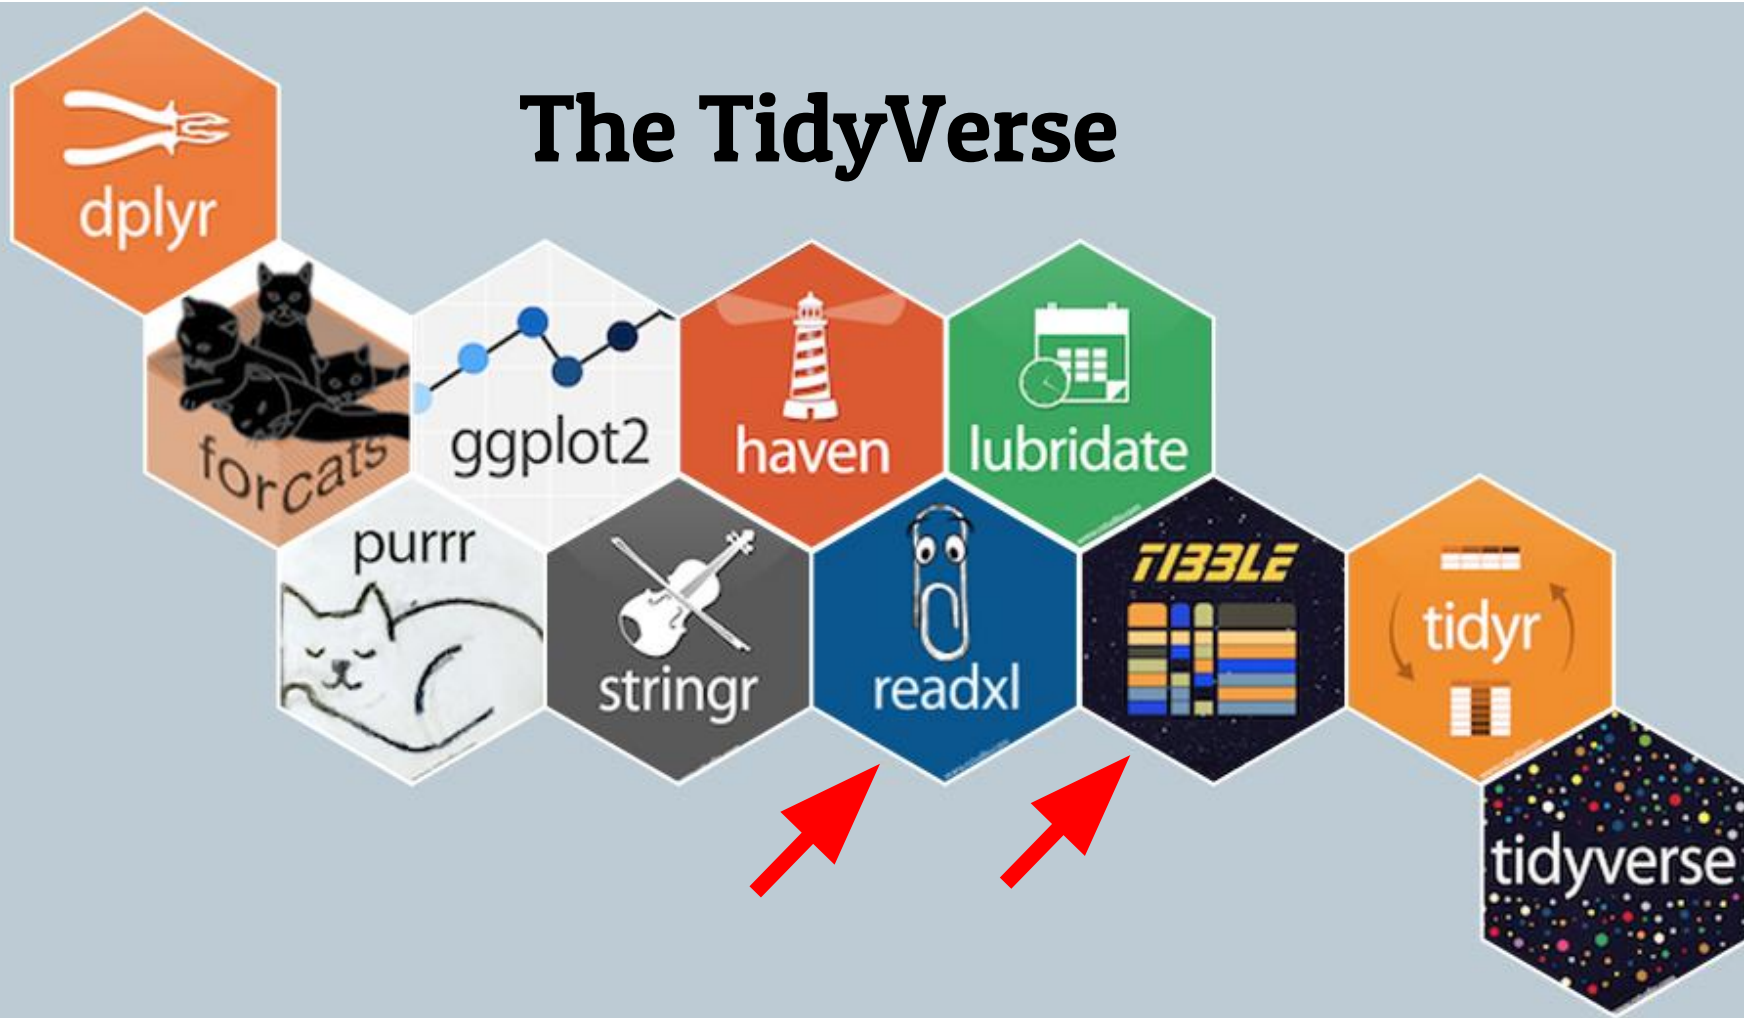 The TidyVerse
dplyr
forcats
ggplot2
haven
lubridate
purrr
stringr
readxl
TIBBLE
tidyr
tidyverse